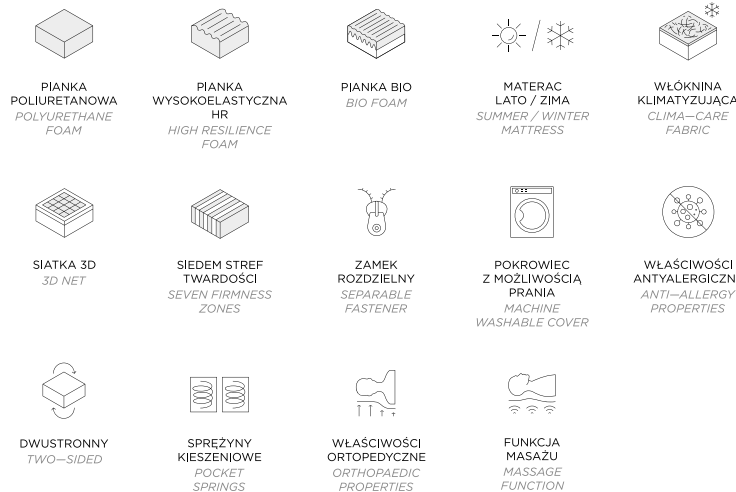 PIANKA
POLIURETANOWA
POLYURETHANE
FOAM
PIANKA
WYSOKOELASTYCZNA
HR
HIGH RESILIENCE
FOAM
PIANKA BIO
BIO FOAM
MATERAC
LATO / ZIMA
SUMMER / WINTER
MATTRESS
WŁÓKNINA
KLIMATYZUJĄCA
CLIMA—CARE
FABRIC
SIATKA 3D
3D NET
SIEDEM STREF
TWARDOŚCI
SEVEN FIRMNESS
ZONES
ZAMEK
ROZDZIELNY
SEPARABLE
FASTENER
POKROWIEC
Z MOŻLIWOŚCIĄ
PRANIA
MACHINE
WASHABLE COVER
WŁAŚCIWOŚCI
ANTYALERGICZN
ANTI—ALLERGY
PROPERTIES
DWUSTRONNY
TWO—SIDED
SPRĘŻYNY
KIESZENIOWE
POCKET
SPRINGS
WŁAŚCIWOŚCI
ORTOPEDYCZNE
ORTHOPAEDIC
PROPERTIES
FUNKCJA
MASAŻU
MASSAGE
FUNCTION